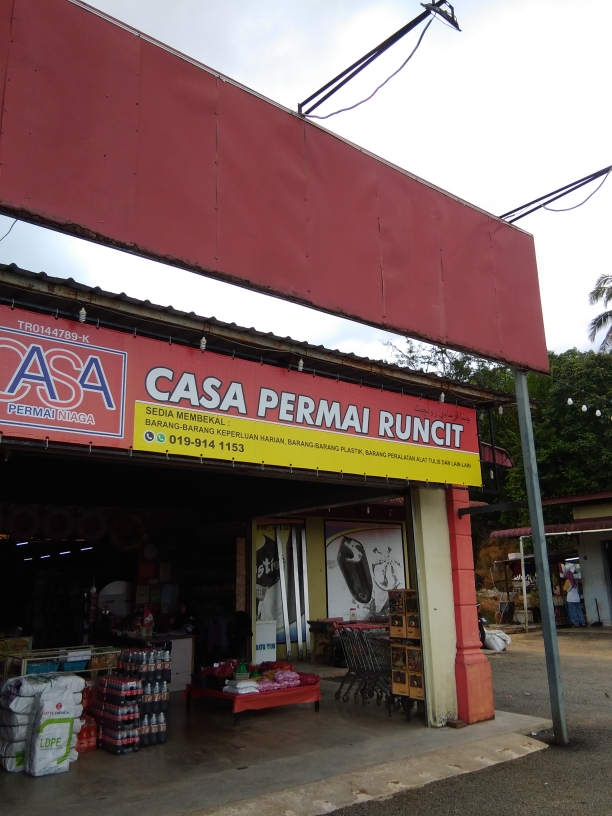 TR0144789-K
CASA
PERMAI NIAGA
CASA PERMAI RUNCIT
SEDIA MEMBEKAL :
BARANG-BARANG KEPERLUAN HARIAN, BARANG-BARANG PLASTIK, BARANG PERALATAN ALAT TULIS DAN LAIN-LAIN
019-914 1153
BATU
LDPE